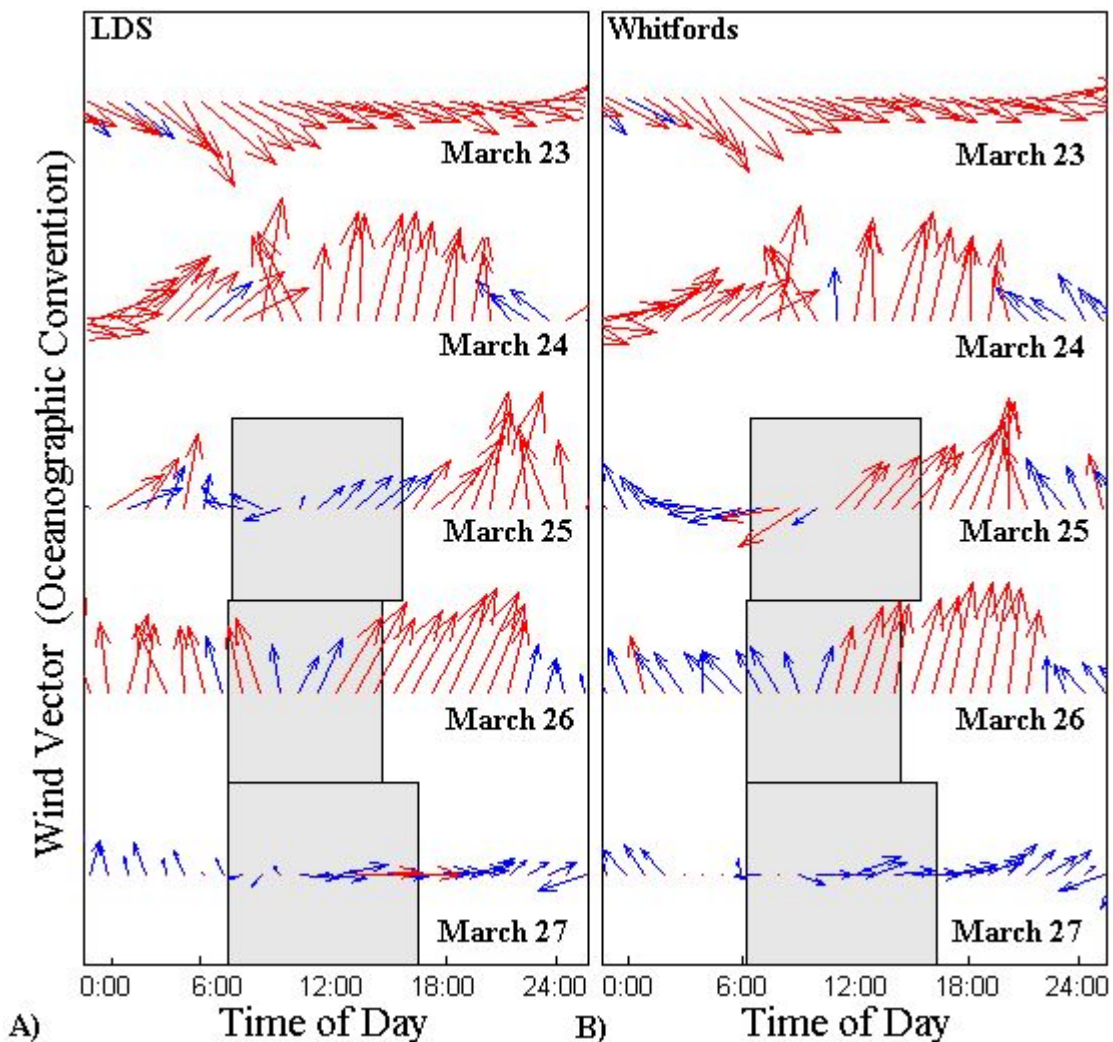 LDS
Whitfords
Wind Vector (Oceanographic Convention)
March 23
March 23
March 24
March 24
March 25
March 25
March 26
March 26
March 27
March 27
0:00 6:00 12:00 18:00 24:00
0:00 6:00 12:00 18:00 24:00
A) Time of Day
B) Time of Day